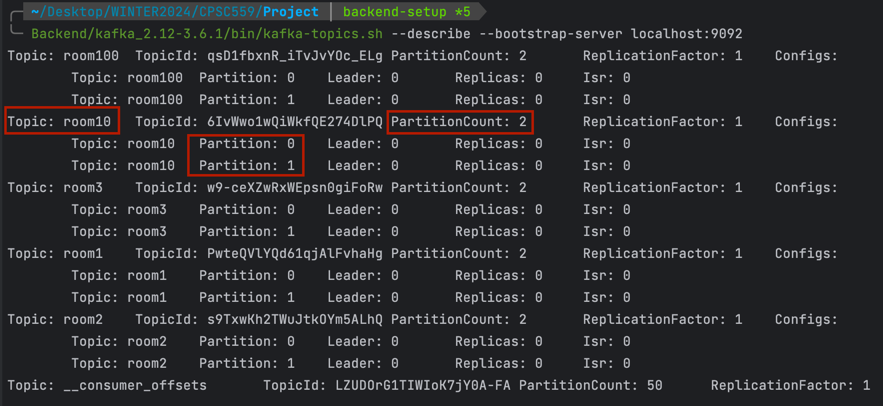 ~/Desktop/WINTER2024/CPSC559/Project | backend-setup *5
Backend/kafka_2.12-3.6.1/bin/kafka-topics.sh --describe --bootstrap-server localhost:9092
Topic: room100 TopicId: qsD1fbxnR_iTvJvYOc_ELg PartitionCount: 2 ReplicationFactor: 1 Configs:
Topic: room100 Partition: 0 Leader: 0 Replicas: 0 Isr: 0
Topic: room100 Partition: 1 Leader: 0 Replicas: 0 Isr: 0
Topic: room10 TopicId: 6IvWwo1wQiWkfQE274DlPQ PartitionCount: 2 ReplicationFactor: 1 Configs:
Topic: room10 Partition: 0 Leader: 0 Replicas: 0 Isr: 0
Topic: room10 Partition: 1 Leader: 0 Replicas: 0 Isr: 0
Topic: room3 TopicId: w9-ceXZwRxWEpsn0giFoRw PartitionCount: 2 ReplicationFactor: 1 Configs:
Topic: room3 Partition: 0 Leader: 0 Replicas: 0 Isr: 0
Topic: room3 Partition: 1 Leader: 0 Replicas: 0 Isr: 0
Topic: room1 TopicId: PwteQVlYQd61qjAlFvhaHg PartitionCount: 2 ReplicationFactor: 1 Configs:
Topic: room1 Partition: 0 Leader: 0 Replicas: 0 Isr: 0
Topic: room1 Partition: 1 Leader: 0 Replicas: 0 Isr: 0
Topic: room2 TopicId: s9TxwKh2TWuJtkOYm5ALhQ PartitionCount: 2 ReplicationFactor: 1 Configs:
Topic: room2 Partition: 0 Leader: 0 Replicas: 0 Isr: 0
Topic: room2 Partition: 1 Leader: 0 Replicas: 0 Isr: 0
Topic: __consumer_offsets TopicId: LZUDOrG1TIWIoK7jY0A-FA PartitionCount: 50 ReplicationFactor: 1